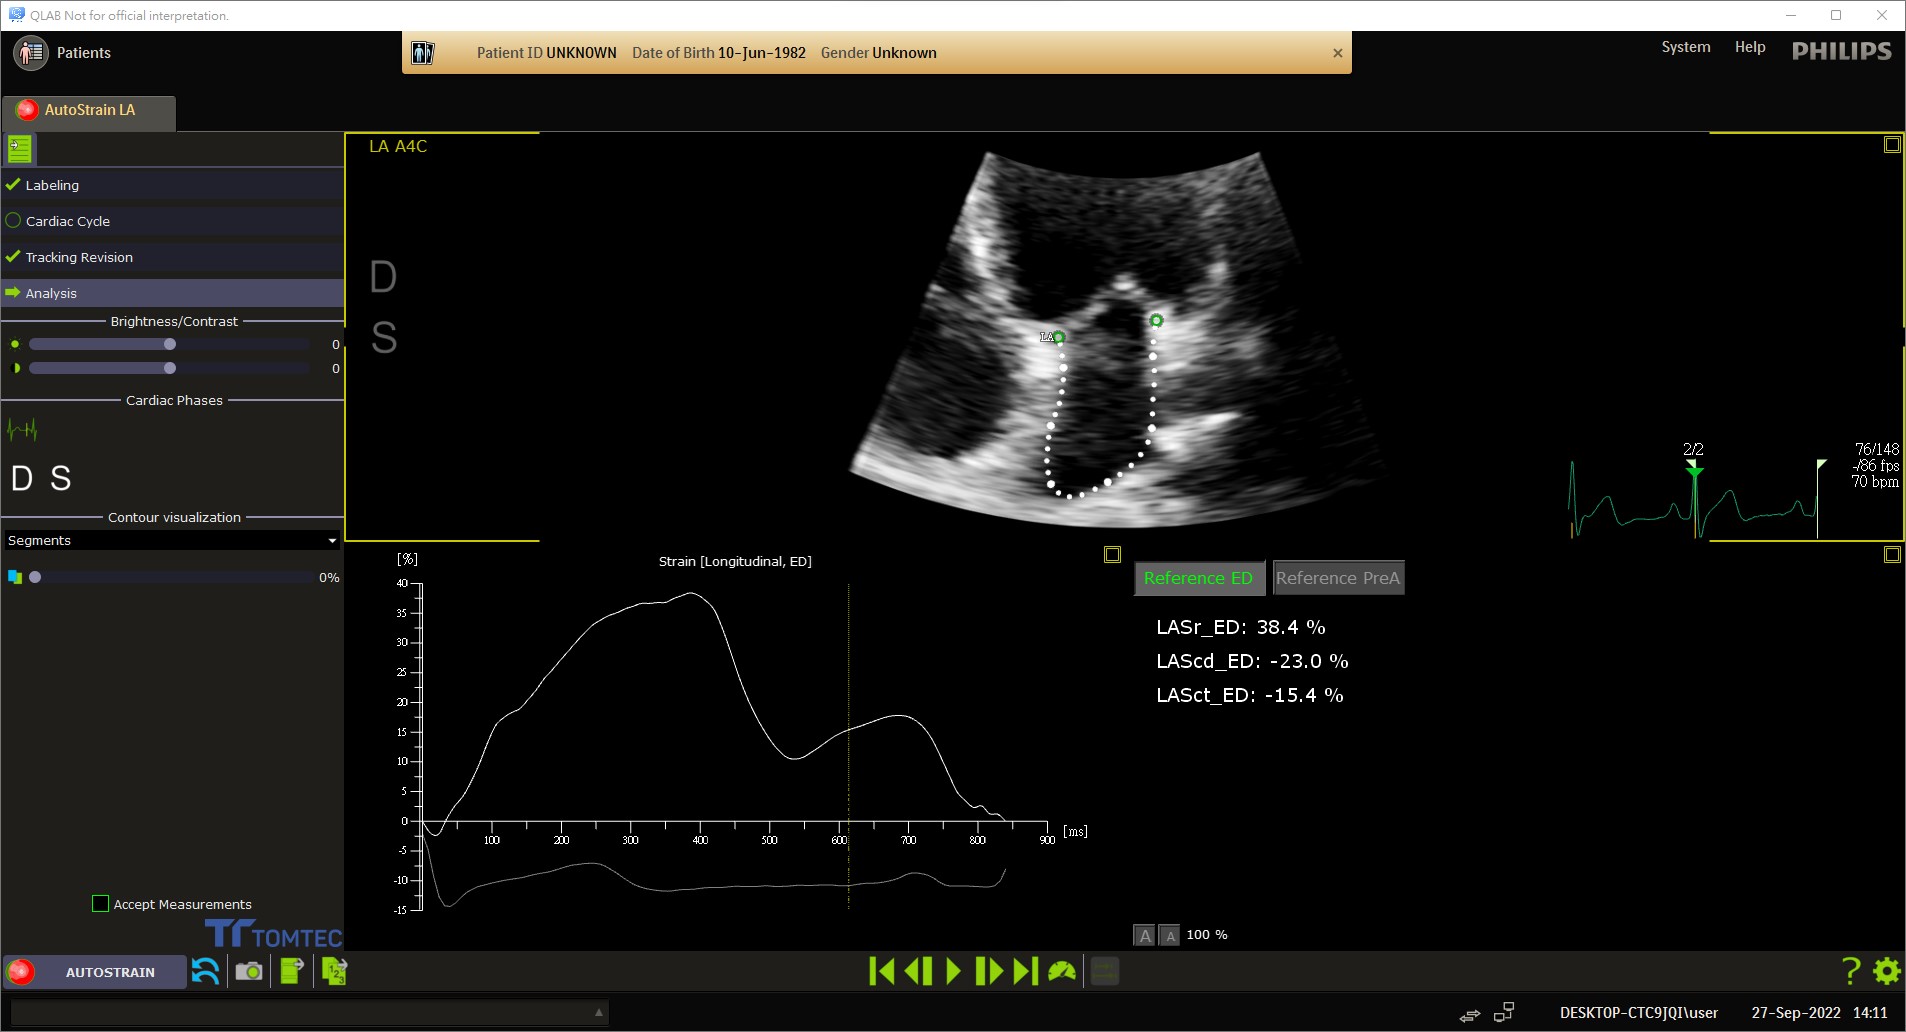 QLAB Not for official interpretation.
Patients
Patient ID UNKNOWN Date of Birth 10-Jun-1982 Gender Unknown
System Help PHILIPS
AutoStrain LA
LA A4C
Labeling
Cardiac Cycle
Tracking Revision
Analysis
Brightness/Contrast
0
0
Cardiac Phases
D S
Contour visualization
Segments
0%
Accept Measurements
TOMTEC
D
S
LA
2/2
76/148
-/86 fps
70 bpm
[%]
Strain [Longitudinal, ED]
40
35
30
25
20
15
10
5
0
-5
-10
-15
100 200 300 400 500 600 700 800 900 [ms]
Reference ED Reference PreA
LASr_ED: 38.4 %
LAScd_ED: -23.0 %
LASct_ED: -15.4 %
A A 100 %
AUTOSTRAIN
1 2 3
?
DESKTOP-CTC9JQI\user 27-Sep-2022 14:11